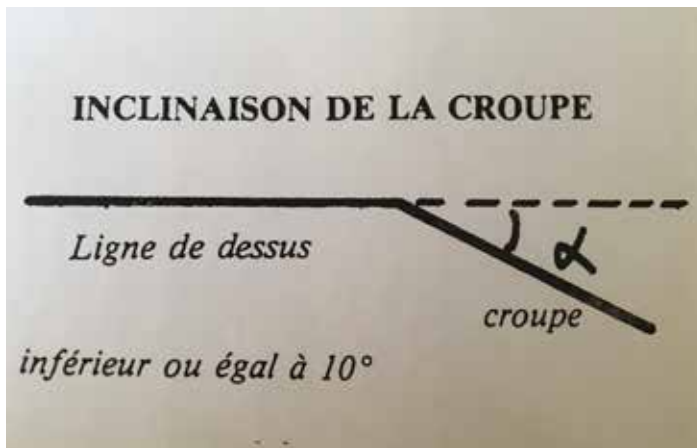 INCLINAISON DE LA CROUPE
Ligne de dessus
α
croupe
inférieur ou égal à 10°